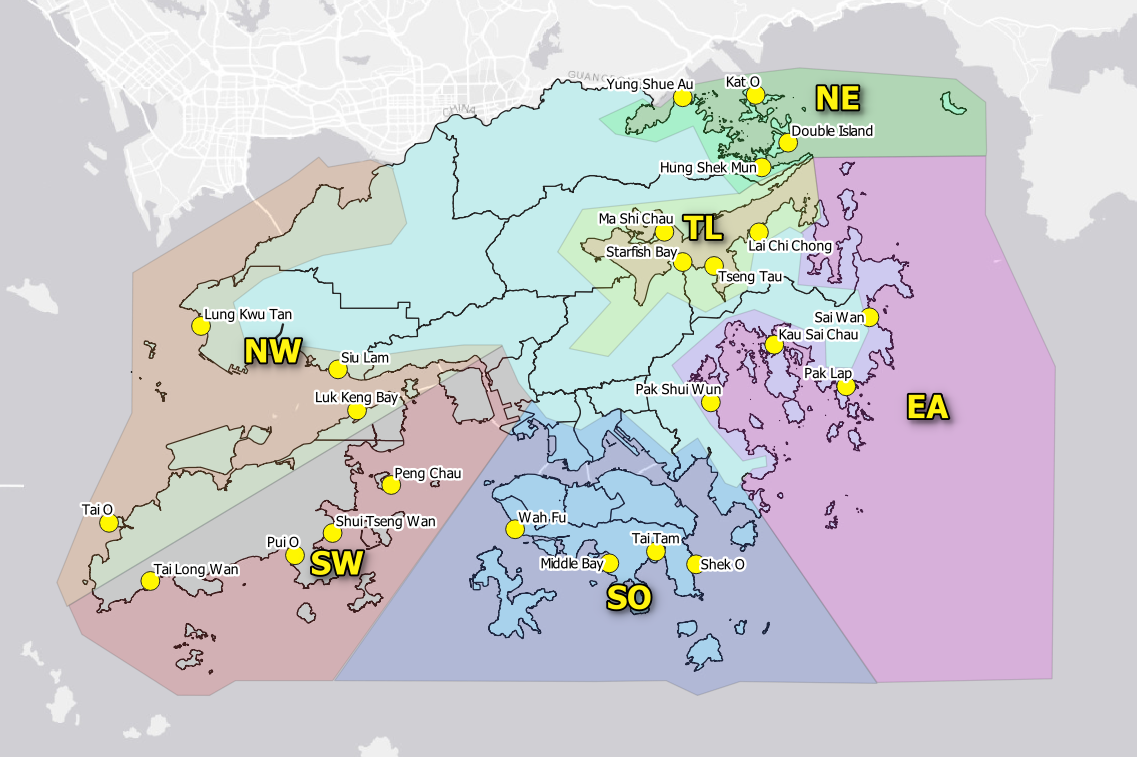 GUANGD
Yung Shue Au
Kat O
NE
CHINA
Double Island
Hung Shek Mun
Ma Shi Chau
TL
Lai Chi Chong
Starfish Bay
Tseng Tau
Lung Kwu Tan
Sai Wan
Kau Sai Chau
NW
Siu Lam
Pak Lap
Luk Keng Bay
Pak Shui Wun
EA
Peng Chau
Tai O
Shui Tseng Wan
Wah Fu
Pui O
Tai Tam
SW
Middle Bay
Shek O
Tai Long Wan
SO